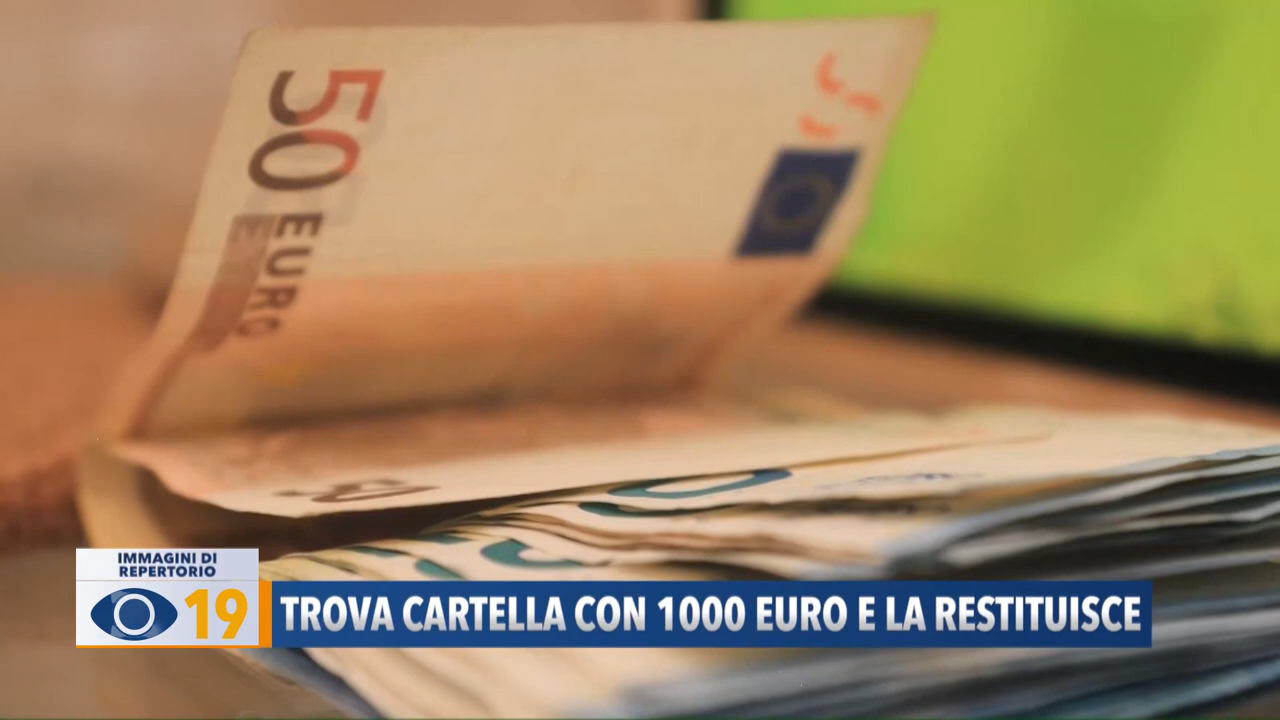 50 EURO
IMMAGINI DI
REPERTORIO
19
TROVA CARTELLA CON 1000 EURO E LA RESTITUISCE